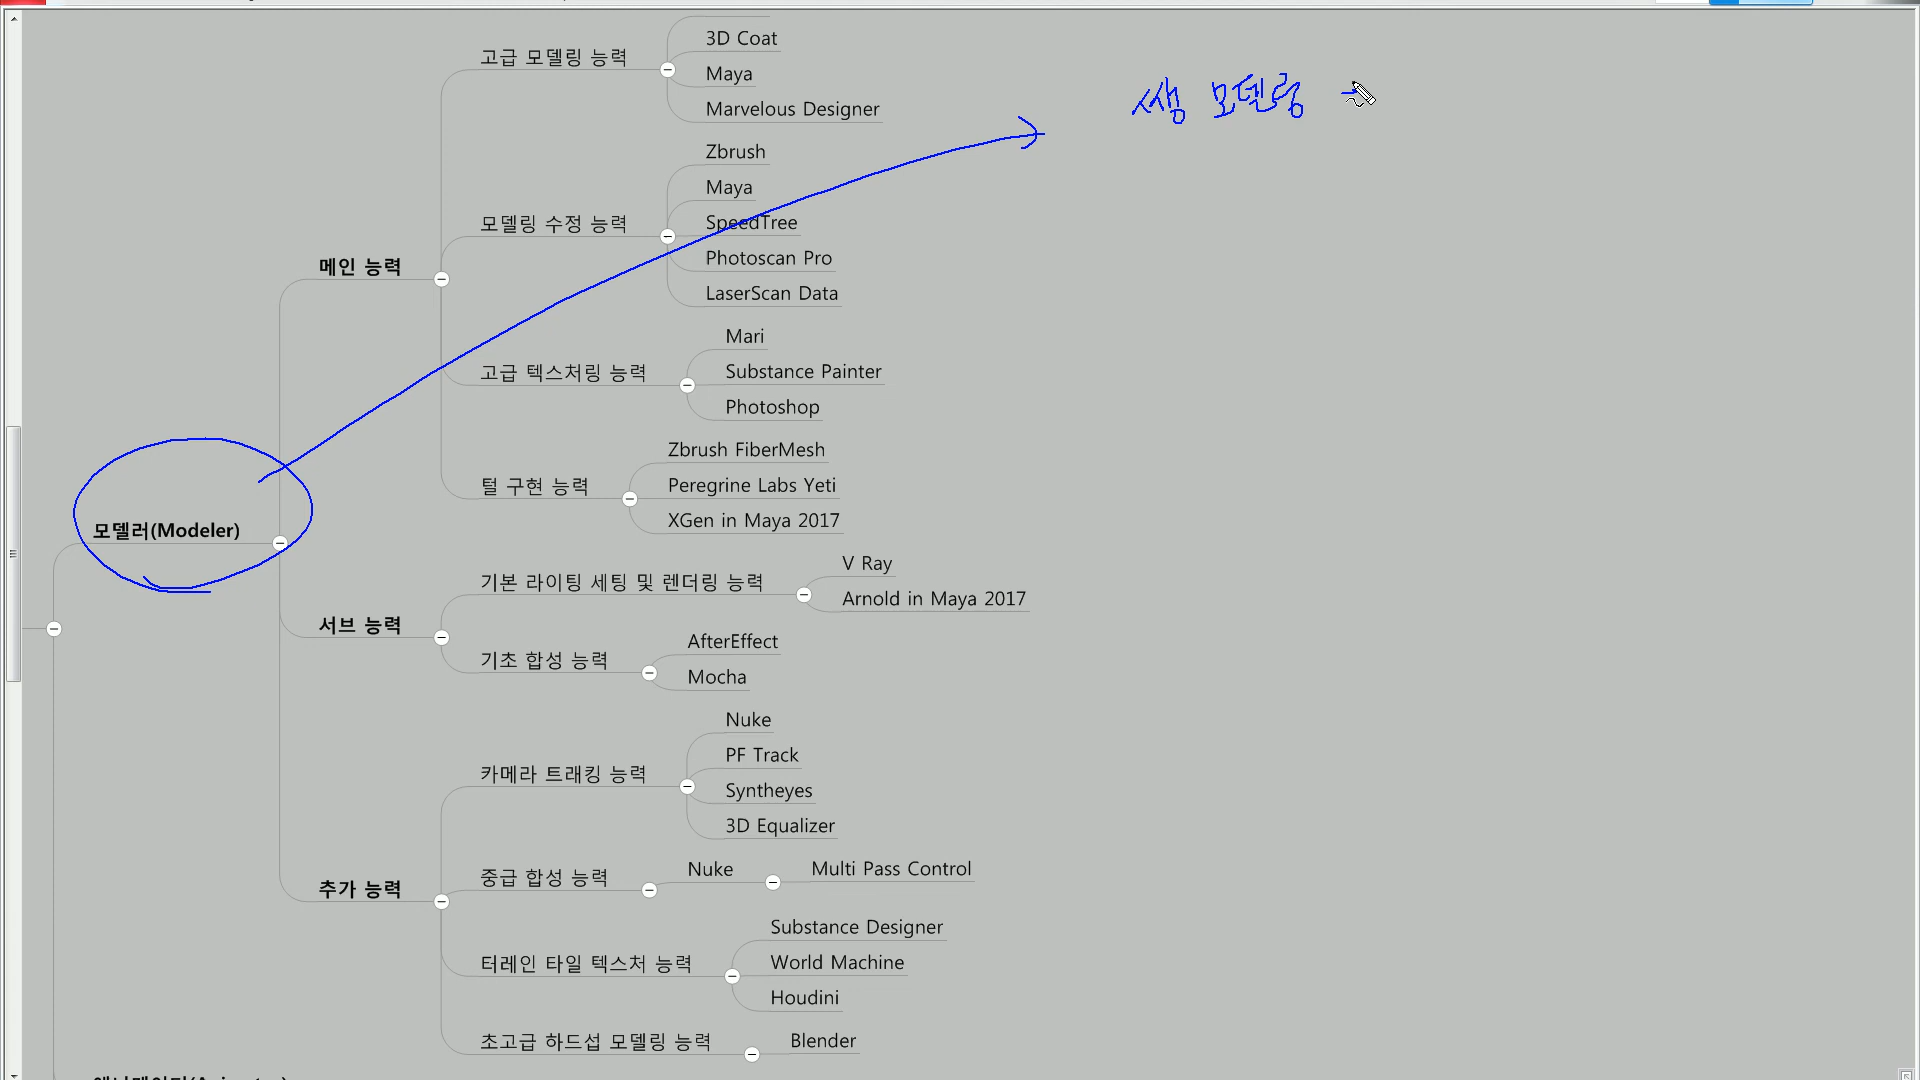 고급 모델링 능력
3D Coat
Maya
Marvelous Designer
모델링 수정 능력
Zbrush
Maya
SpeedTree
Photoscan Pro
LaserScan Data
메인 능력
고급 텍스처링 능력
Mari
Substance Painter
Photoshop
털 구현 능력
Zbrush FiberMesh
Peregrine Labs Yeti
XGen in Maya 2017
모델러(Modeler)
서브 능력
기본 라이팅 세팅 및 렌더링 능력
V Ray
Arnold in Maya 2017
기초 합성 능력
AfterEffect
Mocha
추가 능력
카메라 트래킹 능력
Nuke
PF Track
Syntheyes
3D Equalizer
중급 합성 능력
Nuke
Multi Pass Control
터레인 타일 텍스처 능력
Substance Designer
World Machine
Houdini
초고급 하드섭 모델링 능력
Blender
쌩 모델링